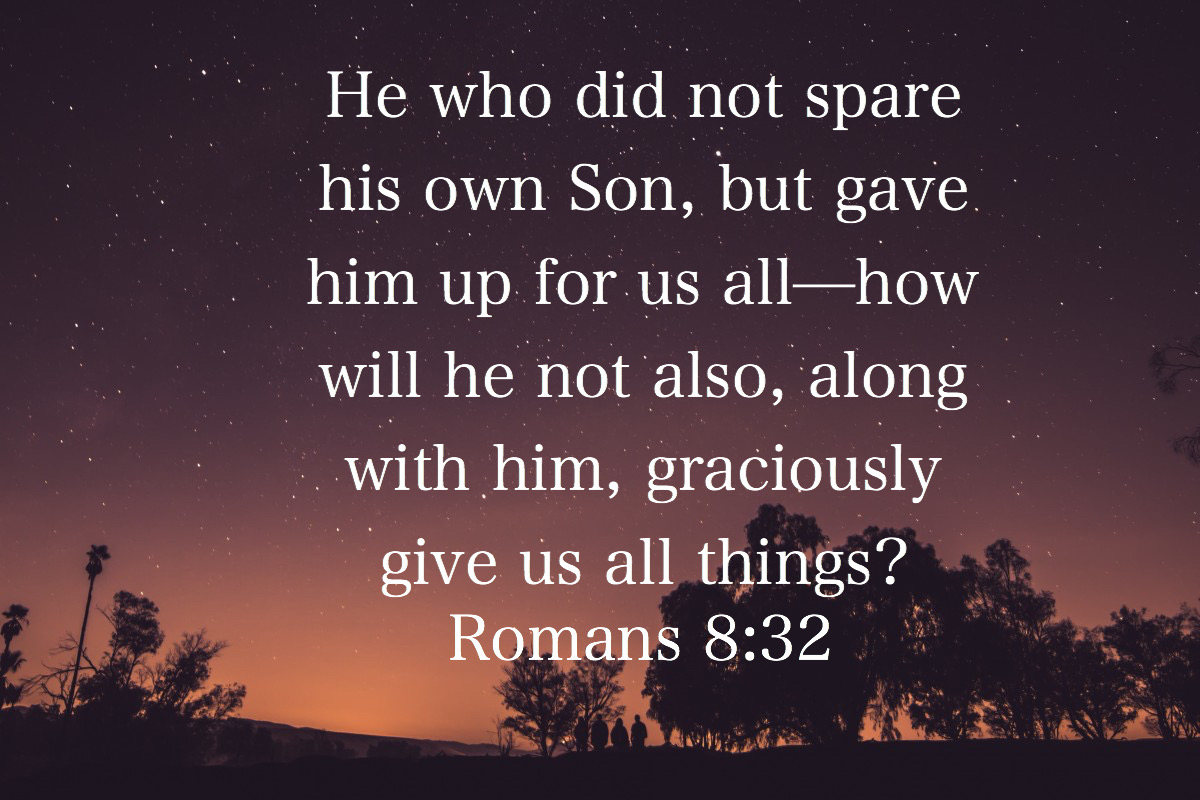 He who did not spare
his own Son, but gave
him up for us all—how
will he not also, along
with him, graciously
give us all things?
Romans 8:32